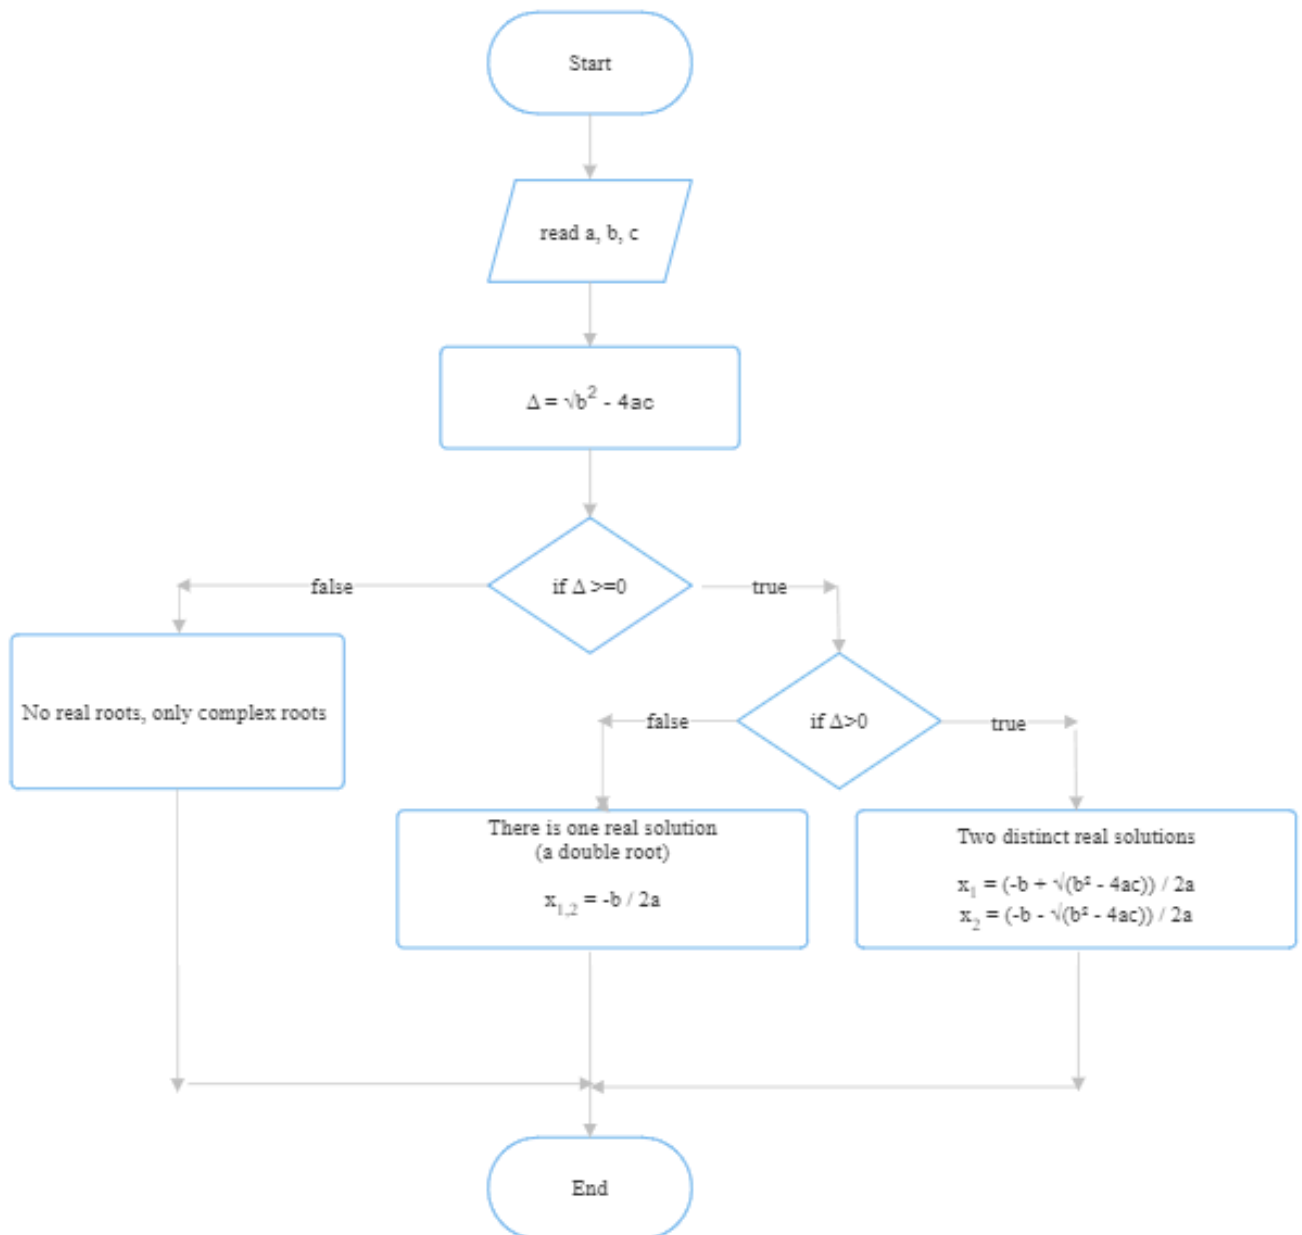 Start
read a, b, c
Δ = √b² - 4ac
if Δ >=0
false
true
No real roots, only complex roots
if Δ>0
false
true
There is one real solution
(a double root)
x₁,₂ = -b / 2a
Two distinct real solutions
x₁ = (-b + √(b² - 4ac)) / 2a
x₂ = (-b - √(b² - 4ac)) / 2a
End